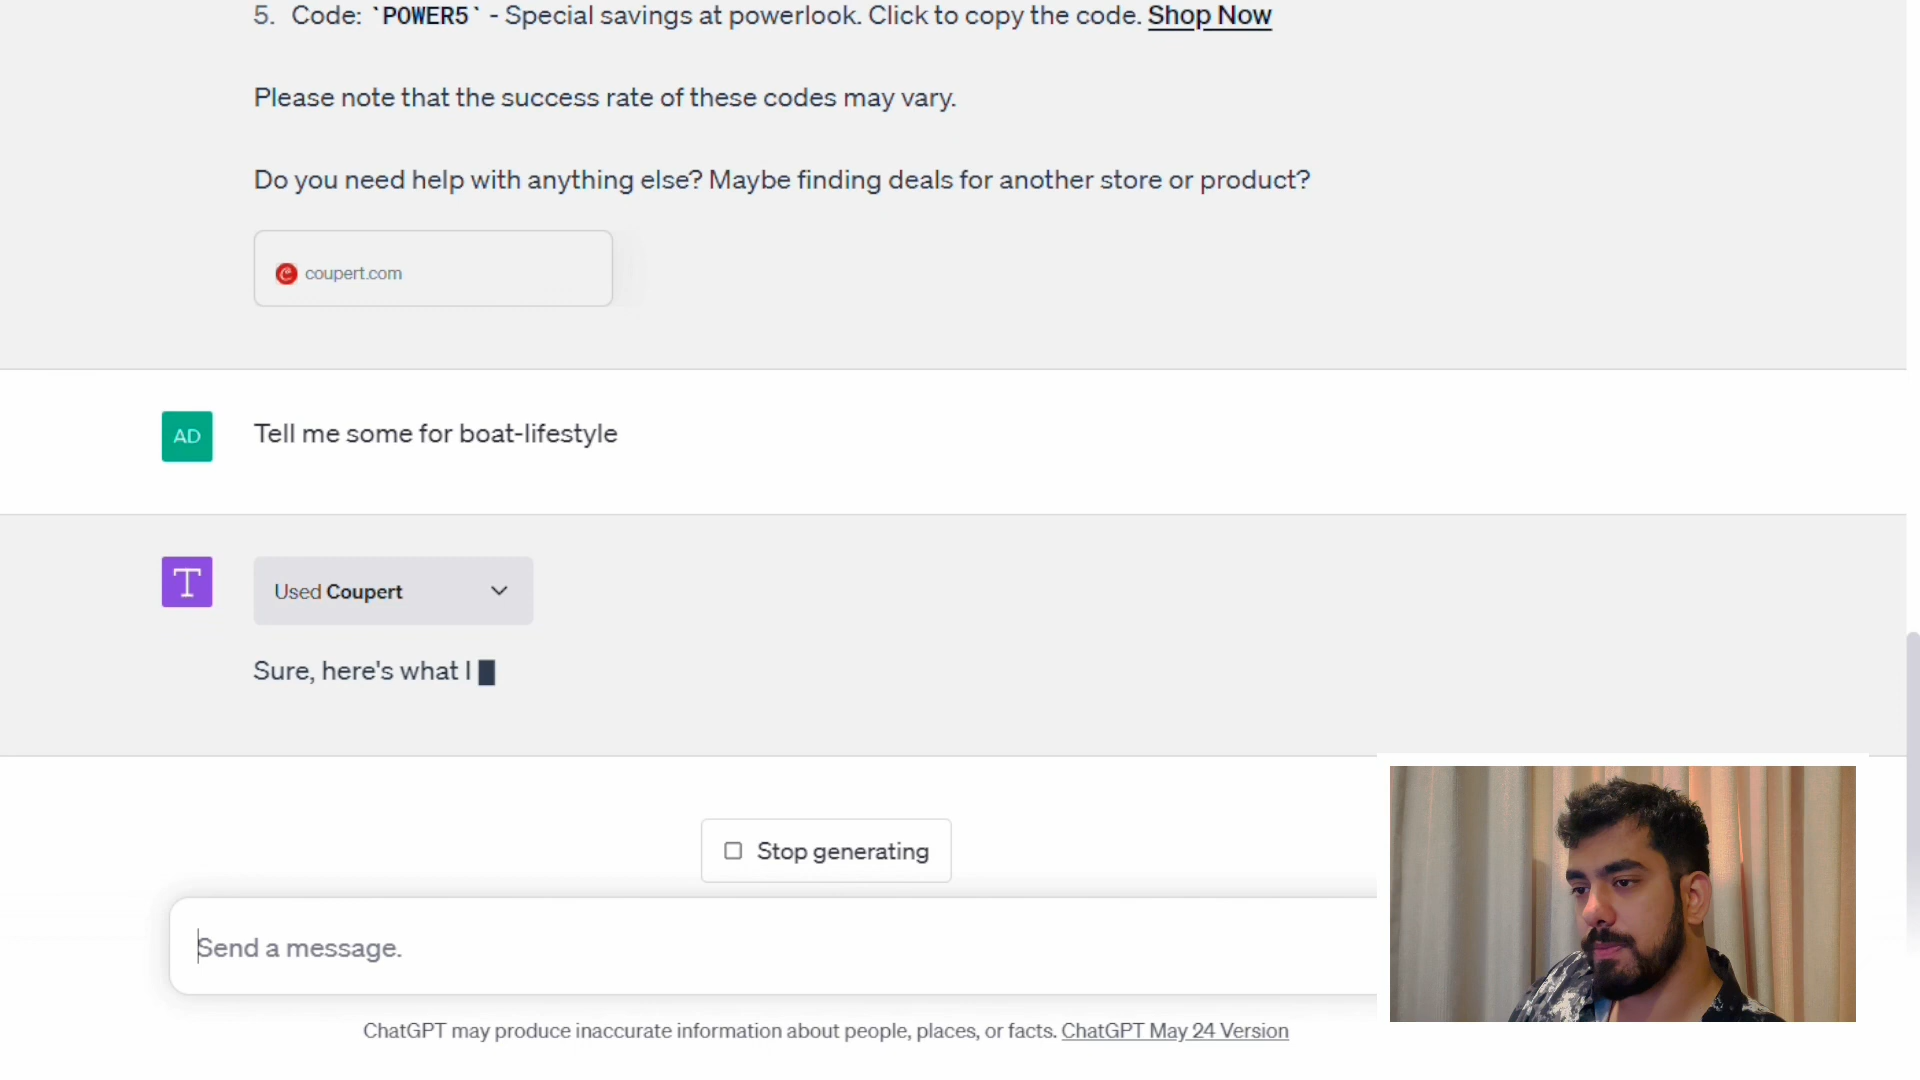 5. Code: `POWER5` - Special savings at powerlook. Click to copy the code. Shop Now
Please note that the success rate of these codes may vary.
Do you need help with anything else? Maybe finding deals for another store or product?
coupert.com
AD
Tell me some for boat-lifestyle
T
Used Coupert
Sure, here's what I
Stop generating
Send a message.
ChatGPT may produce inaccurate information about people, places, or facts. ChatGPT May 24 Version